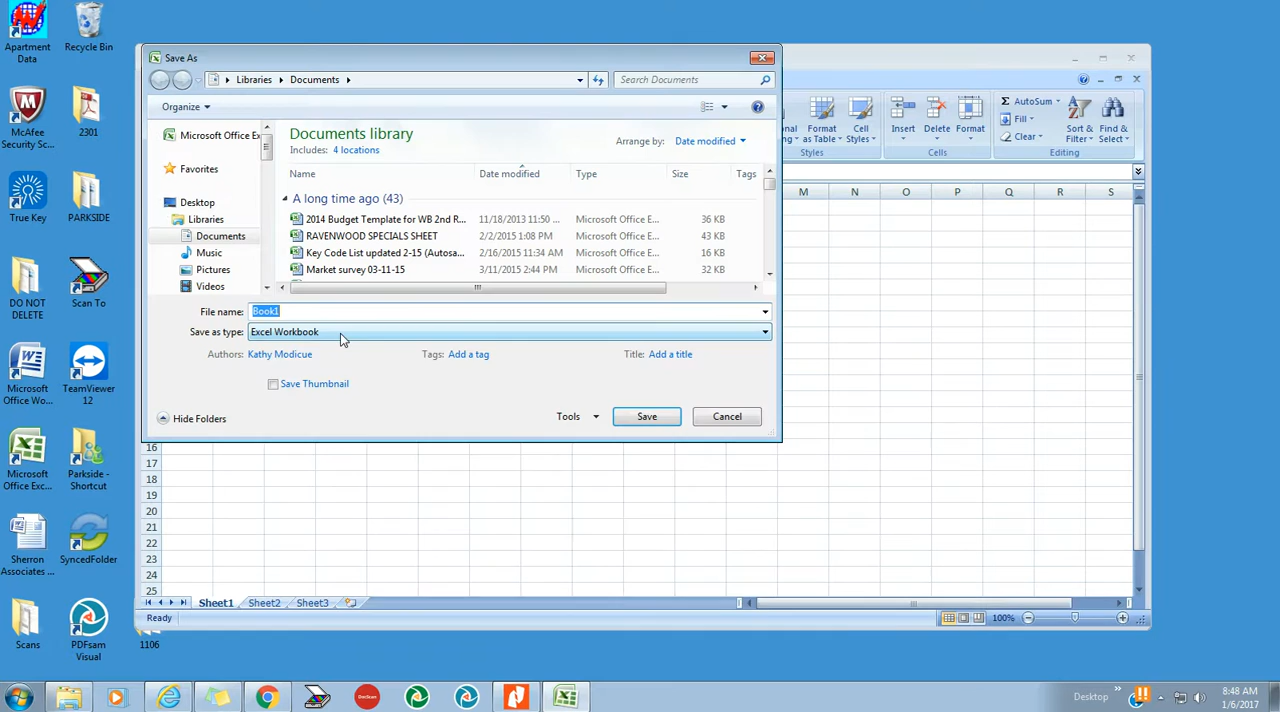 Apartment
Data
Recycle Bin
McAfee
Security Sc...
2301
True Key
PARKSIDE
DO NOT
DELETE
Scan To
Microsoft
Office Wo...
TeamViewer
12
Microsoft
Office Exc...
Parkside -
Shortcut
Sherron
Associates ...
SyncedFolder
Scans
PDFsam
Visual
1106
Save As
Libraries
Documents
Search Documents
Organize
Microsoft Office Ex
Favorites
Desktop
Libraries
Documents
Music
Pictures
Videos
Documents library
Includes: 4 locations
Arrange by: Date modified
Name Date modified Type Size Tags
A long time ago (43)
2014 Budget Template for WB 2nd R... 11/18/2013 11:50 ... Microsoft Office E... 36 KB
RAVENWOOD SPECIALS SHEET 2/2/2015 1:08 PM Microsoft Office E... 43 KB
Key Code List updated 2-15 (Autosa... 2/16/2015 11:34 AM Microsoft Office E... 16 KB
Market survey 03-11-15 3/11/2015 2:44 PM Microsoft Office E... 32 KB
File name: Book1
Save as type: Excel Workbook
Authors: Kathy Modicue Tags: Add a tag Title: Add a title
Save Thumbnail
Hide Folders Tools Save Cancel
Format
as Table
Cell
Styles
Styles
Insert Delete Format
Cells
AutoSum
Fill
Clear
Sort &
Filter
Find &
Select
Editing
M N O P Q R S
16
17
18
19
20
21
22
23
24
25
Sheet1 Sheet2 Sheet3
Ready 100%
Desktop
8:48 AM
1/6/2017